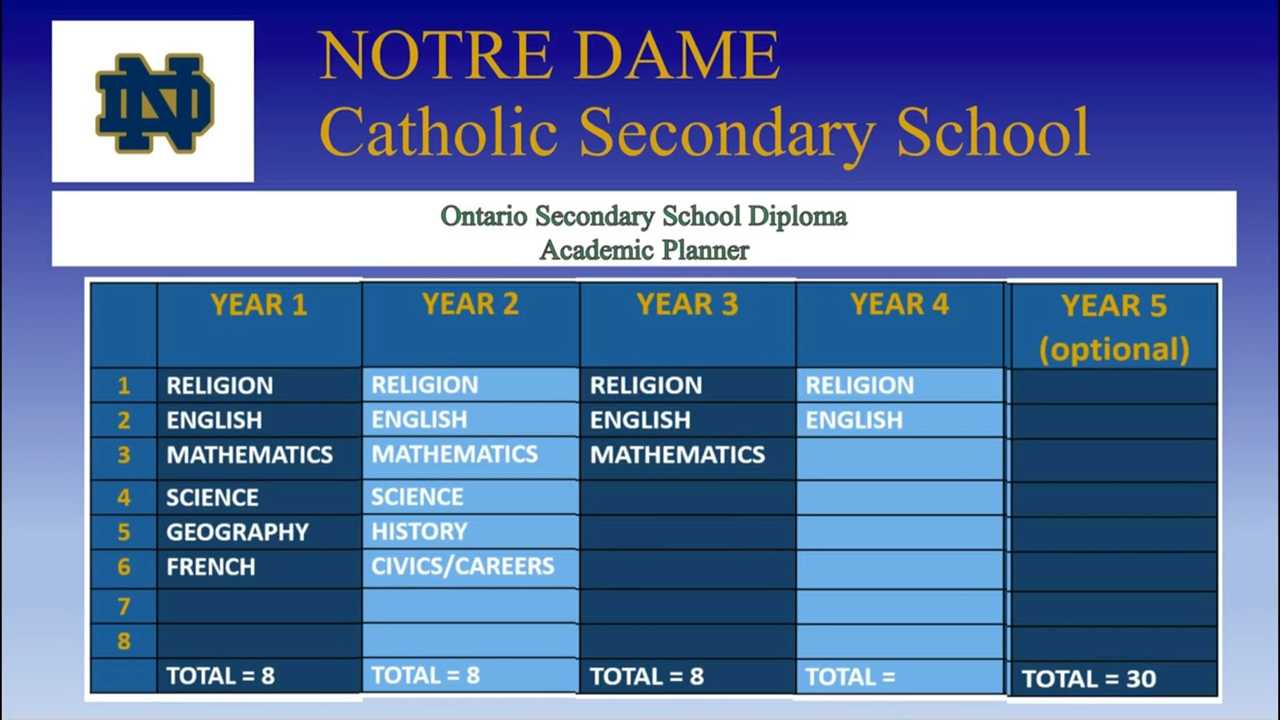 ND
NOTRE DAME
Catholic Secondary School
Ontario Secondary School Diploma
Academic Planner
YEAR 1 YEAR 2 YEAR 3 YEAR 4 YEAR 5
(optional)
1 RELIGION RELIGION RELIGION RELIGION
2 ENGLISH ENGLISH ENGLISH ENGLISH
3 MATHEMATICS MATHEMATICS MATHEMATICS
4 SCIENCE SCIENCE
5 GEOGRAPHY HISTORY
6 FRENCH CIVICS/CAREERS
7
8
TOTAL = 8 TOTAL = 8 TOTAL = 8 TOTAL = TOTAL = 30